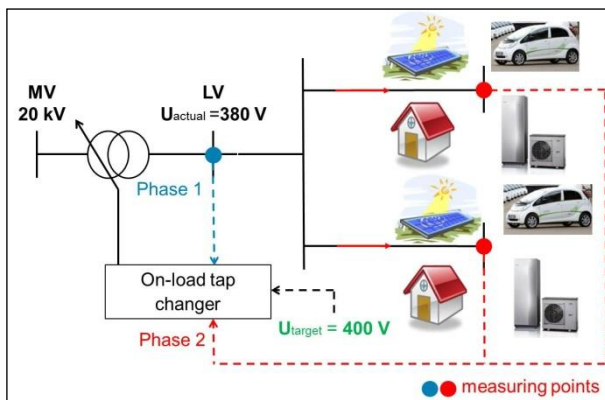 MV
20 kV
LV
Uactual =380 V
Phase 1
On-load tap
changer
Utarget = 400 V
Phase 2
measuring points